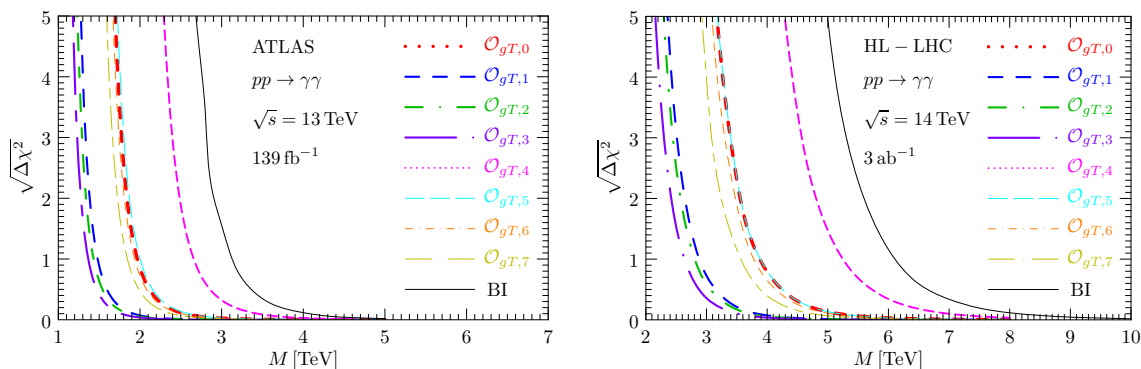 5
4
3
2
1
0
√Δχ²
1 2 3 4 5 6 7
M [TeV]
ATLAS
pp → γγ
√s = 13 TeV
139 fb⁻¹
𝒪gT,0
𝒪gT,1
𝒪gT,2
𝒪gT,3
𝒪gT,4
𝒪gT,5
𝒪gT,6
𝒪gT,7
BI
5
4
3
2
1
0
√Δχ²
2 3 4 5 6 7 8 9 10
M [TeV]
HL − LHC
pp → γγ
√s = 14 TeV
3 ab⁻¹
𝒪gT,0
𝒪gT,1
𝒪gT,2
𝒪gT,3
𝒪gT,4
𝒪gT,5
𝒪gT,6
𝒪gT,7
BI